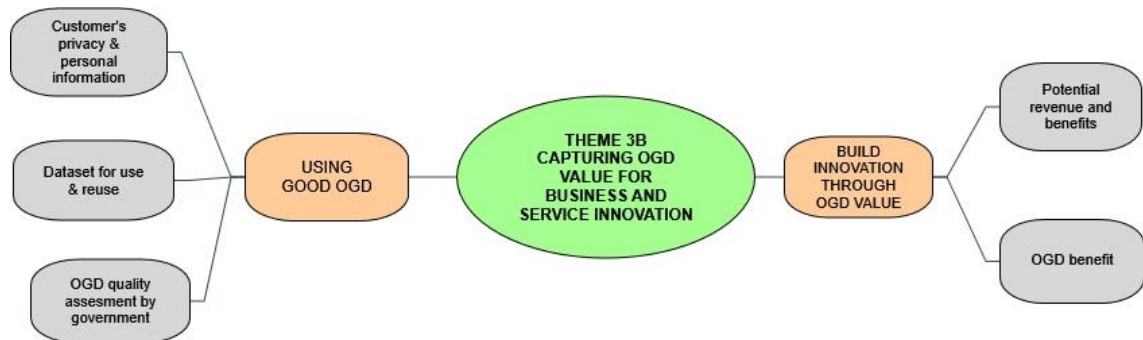 Customer's
privacy &
personal
information
Dataset for use
& reuse
OGD quality
assesment by
government
USING
GOOD OGD
THEME 3B
CAPTURING OGD
VALUE FOR
BUSINESS AND
SERVICE INNOVATION
BUILD
INNOVATION
THROUGH
OGD VALUE
Potential
revenue and
benefits
OGD benefit